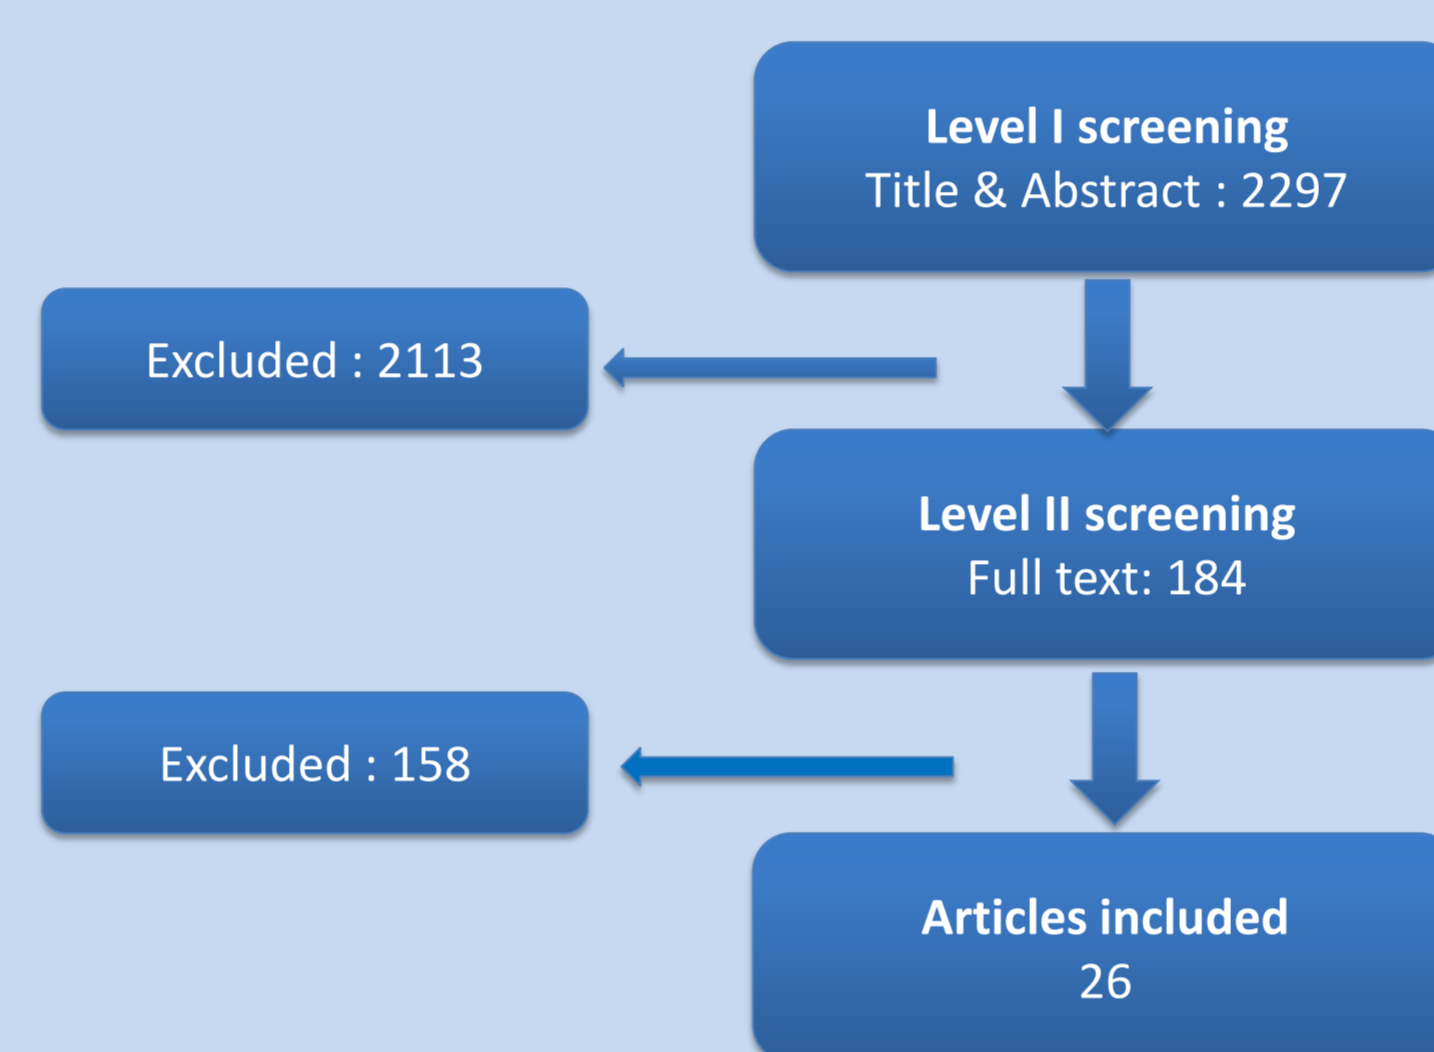 Level I screening
Title & Abstract : 2297
Excluded : 2113
Level II screening
Full text: 184
Excluded : 158
Articles included
26